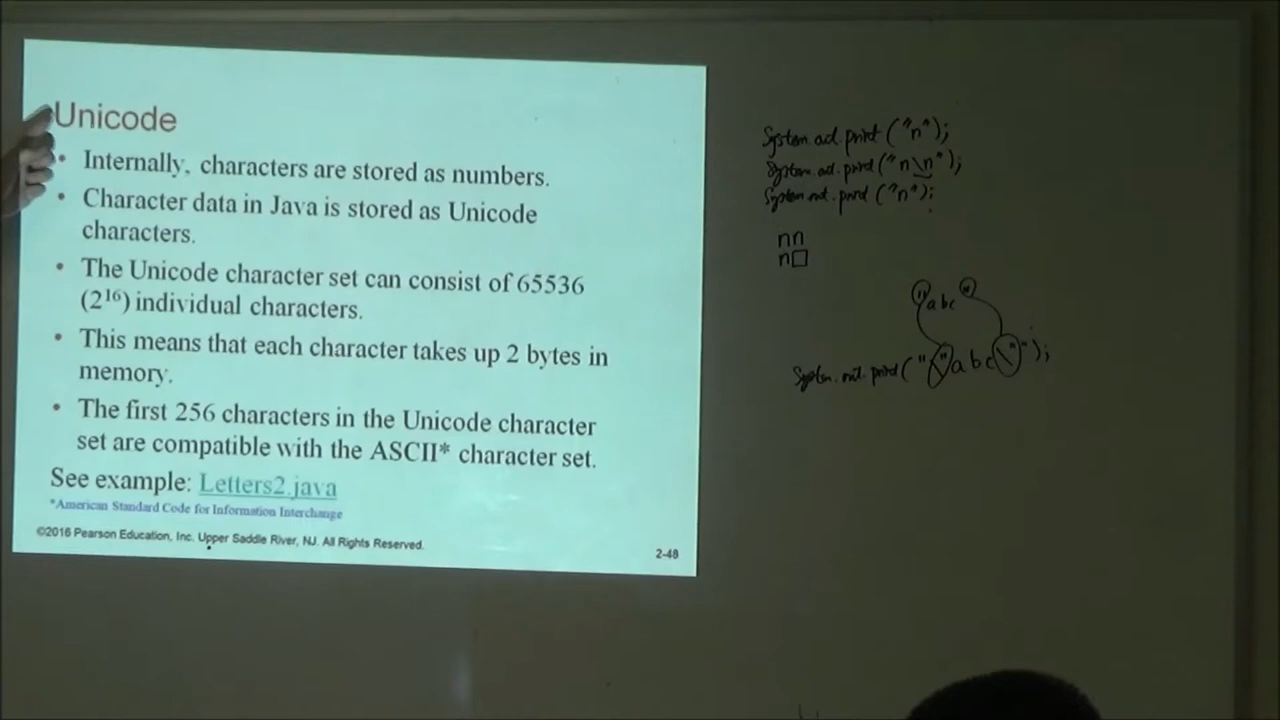 Unicode
• Internally, characters are stored as numbers.
• Character data in Java is stored as Unicode
characters.
• The Unicode character set can consist of 65536
(2¹⁶) individual characters.
• This means that each character takes up 2 bytes in
memory.
• The first 256 characters in the Unicode character
set are compatible with the ASCII* character set.
See example: Letters2.java
*American Standard Code for Information Interchange
©2016 Pearson Education, Inc. Upper Saddle River, NJ. All Rights Reserved.
2-48
System.out.print("n");
System.out.print("n\n");
System.out.print("n");
nn
n□
"abc"
System.out.print("\"abc\"");